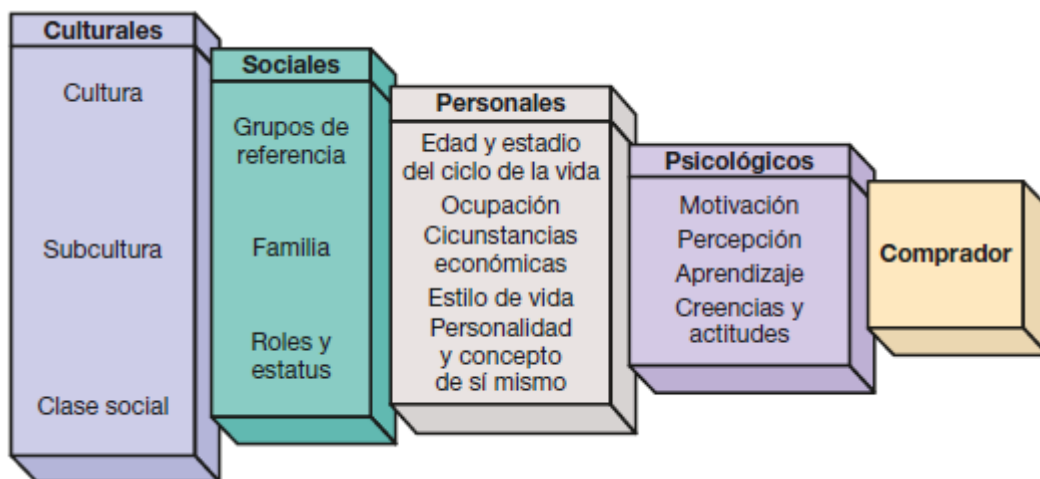 Culturales
Cultura
Subcultura
Clase social
Sociales
Grupos de
referencia
Familia
Roles y
estatus
Personales
Edad y estadio
del ciclo de la vida
Ocupación
Cicunstancias
económicas
Estilo de vida
Personalidad
y concepto
de sí mismo
Psicológicos
Motivación
Percepción
Aprendizaje
Creencias y
actitudes
Comprador